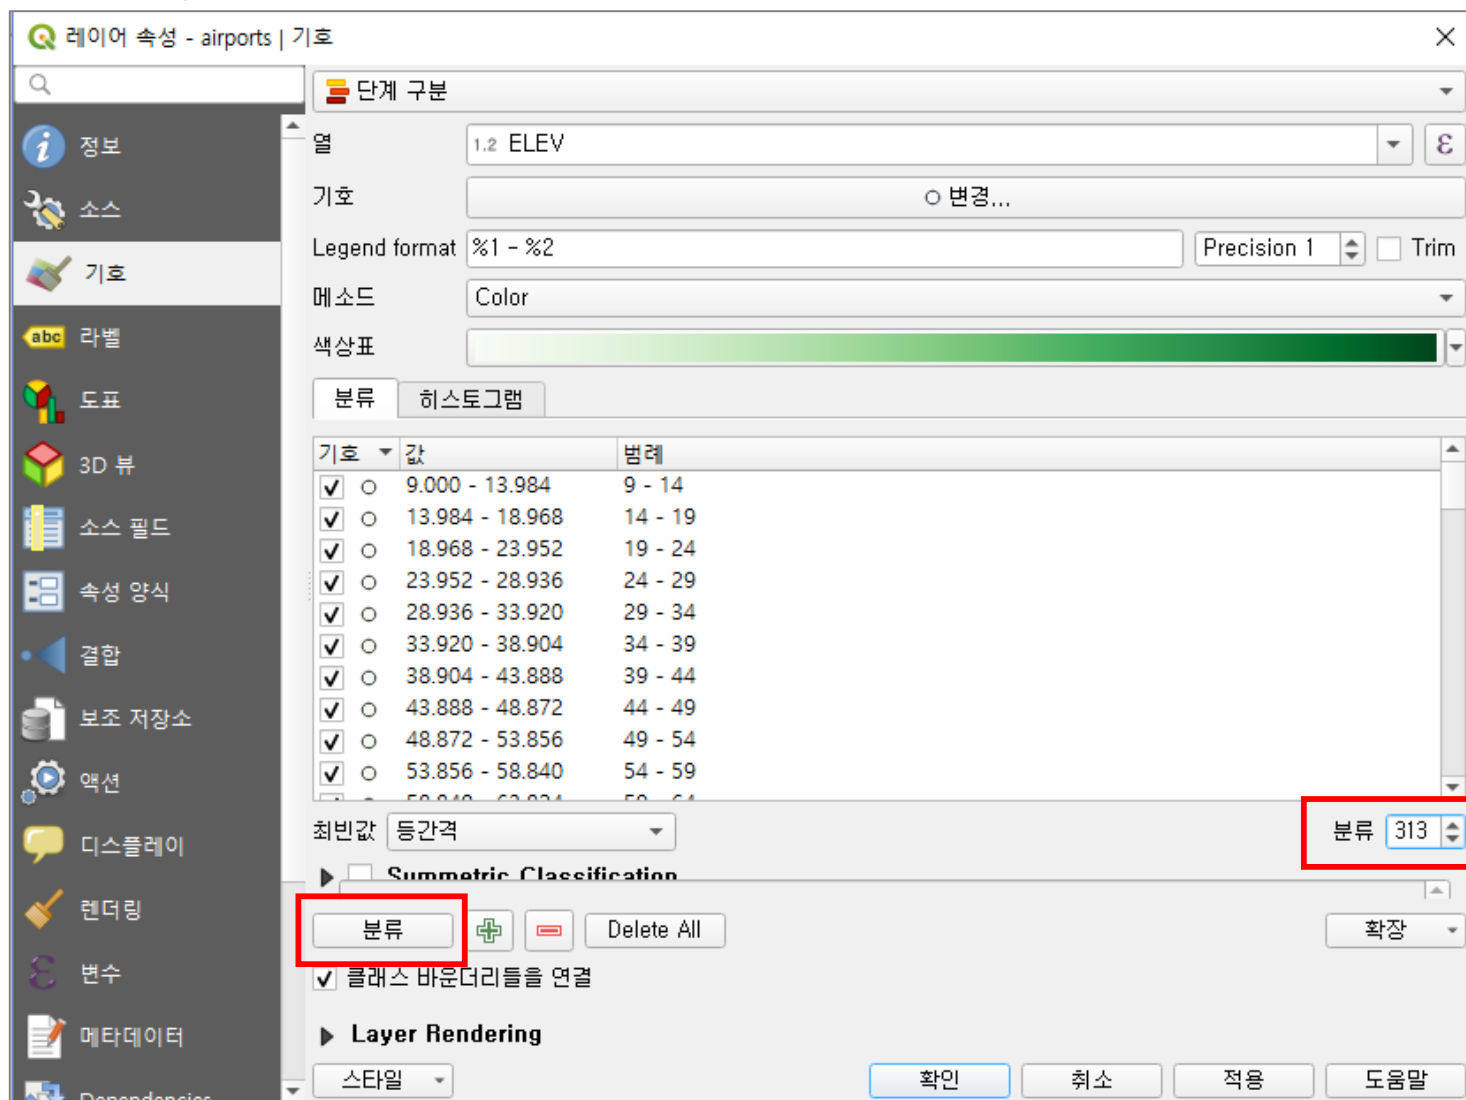 레이어 속성 - airports | 기호
단계 구분
정보
소스
기호
라벨
도표
3D 뷰
소스 필드
속성 양식
결합
보조 저장소
액션
디스플레이
렌더링
변수
메타데이터
Dependencies
열 1.2 ELEV ε
기호 변경...
Legend format %1 - %2 Precision 1 Trim
메소드 Color
색상표
분류 히스토그램
기호 값 범례
9.000 - 13.984 9 - 14
13.984 - 18.968 14 - 19
18.968 - 23.952 19 - 24
23.952 - 28.936 24 - 29
28.936 - 33.920 29 - 34
33.920 - 38.904 34 - 39
38.904 - 43.888 39 - 44
43.888 - 48.872 44 - 49
48.872 - 53.856 49 - 54
53.856 - 58.840 54 - 59
58.840 - 63.824 59 - 64
최빈값 등간격 분류 313
Symmetric Classification
분류 Delete All 확장
클래스 바운더리들을 연결
Layer Rendering
스타일 확인 취소 적용 도움말